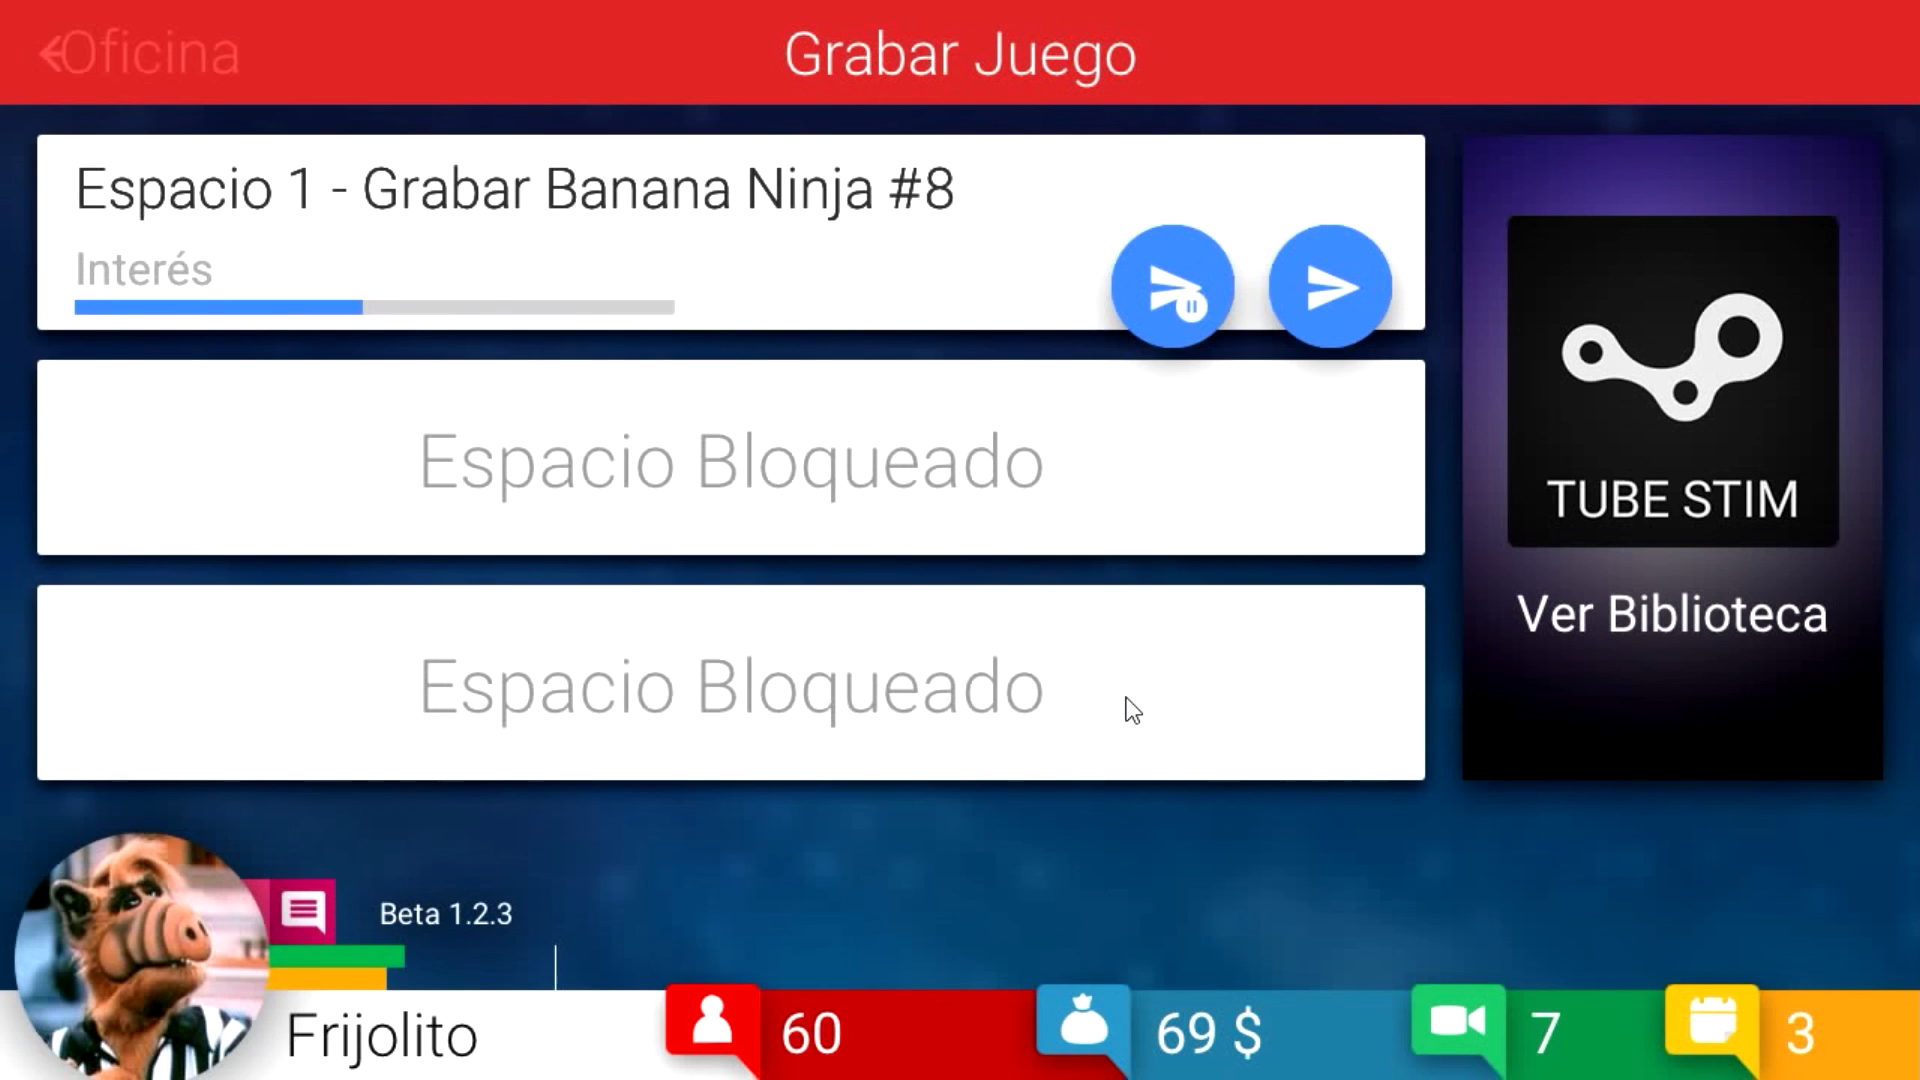 Oficina
Grabar Juego
Espacio 1 - Grabar Banana Ninja #8
Interés
Espacio Bloqueado
Espacio Bloqueado
TUBE STIM
Ver Biblioteca
Beta 1.2.3
Frijolito
60
69 $
7
3